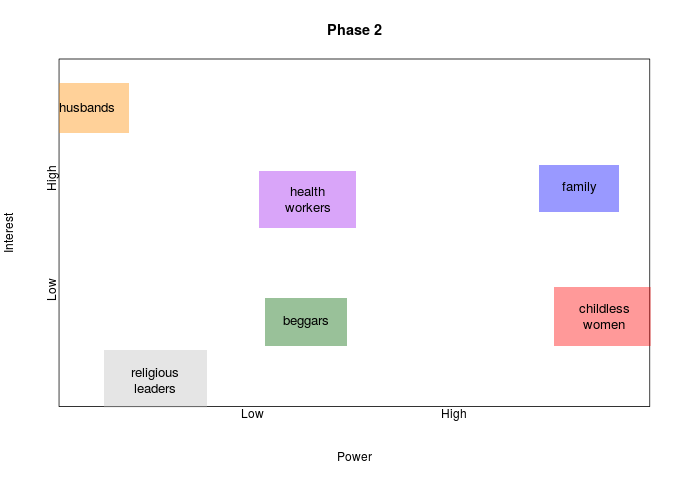 Phase 2
husbands
High
family
health
workers
Interest
Low
childless
women
beggars
religious
leaders
Low
High
Power